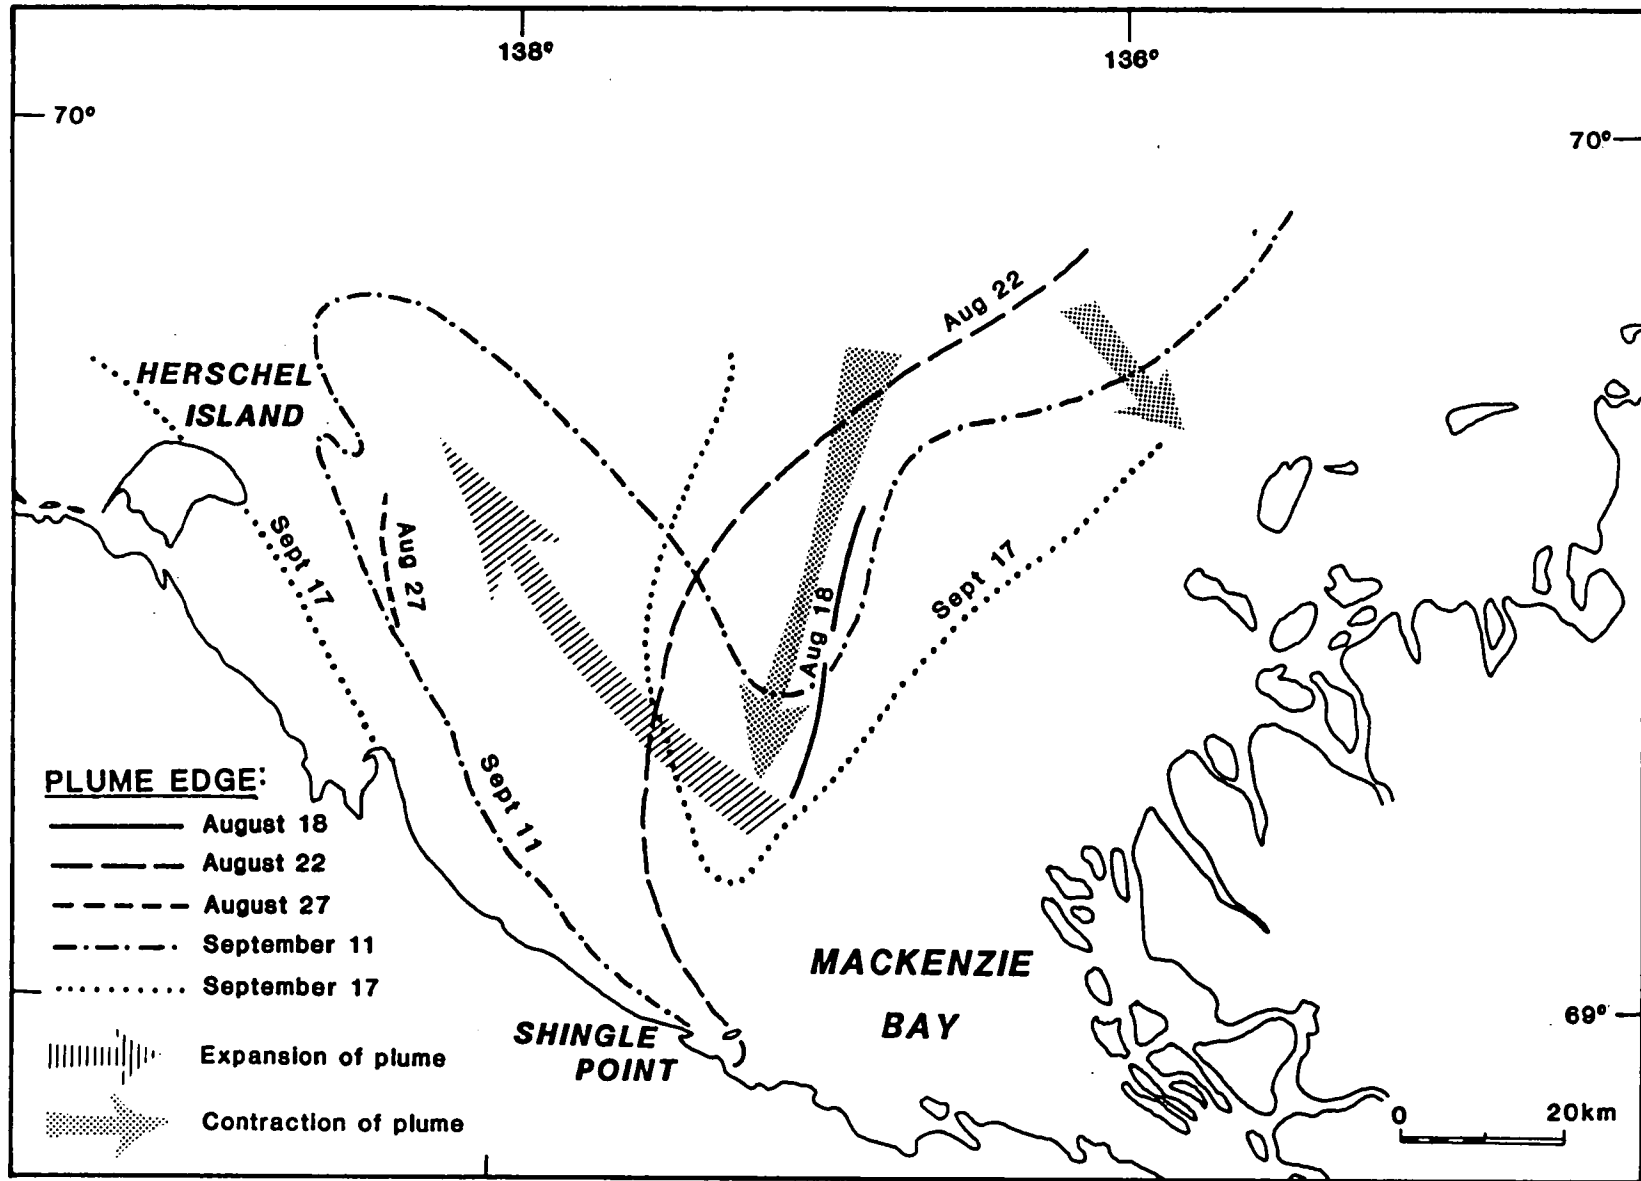 138°
136°
70°
70°
Aug 22
HERSCHEL
ISLAND
Sept 17
Aug 27
Aug 18
Sept 17
Sept 11
PLUME EDGE:
August 18
August 22
August 27
September 11
September 17
Expansion of plume
Contraction of plume
MACKENZIE
BAY
SHINGLE
POINT
69°
0 20km